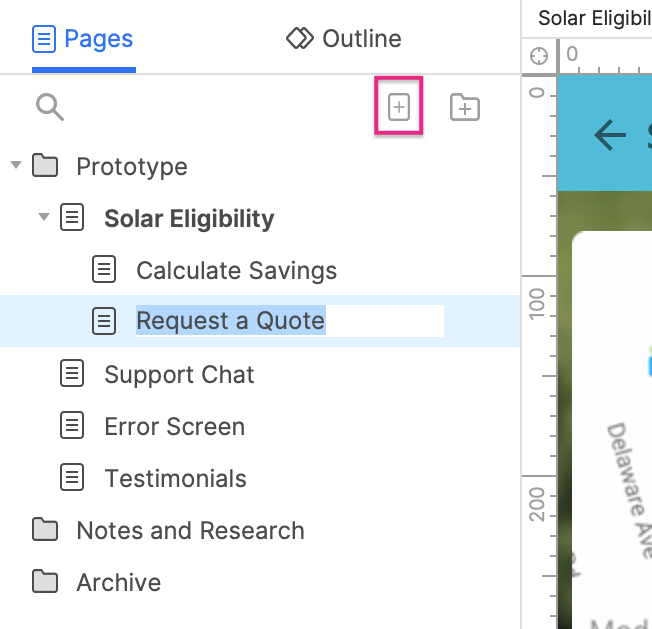 Pages
Outline
Solar Eligibil
0
0
Prototype
Solar Eligibility
Calculate Savings
Request a Quote
100
Support Chat
Error Screen
Testimonials
Delaware Ave
200
Notes and Research
Archive